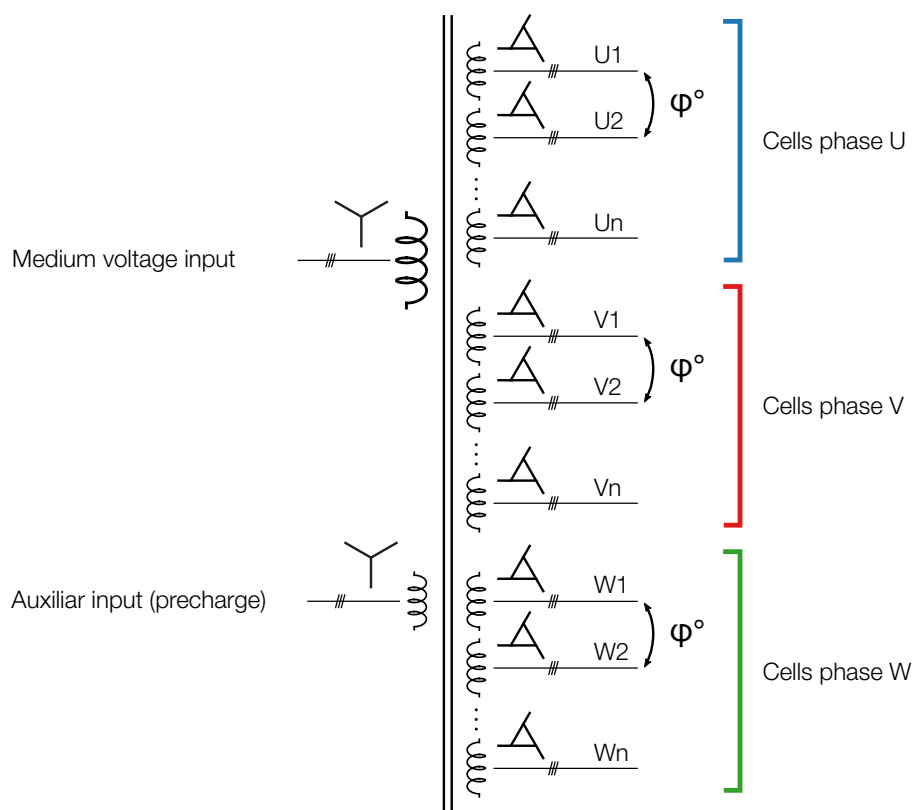 U1
φ°
U2
Cells phase U
Un
Medium voltage input
V1
φ°
V2
Cells phase V
Vn
Auxiliar input (precharge)
W1
φ°
W2
Cells phase W
Wn